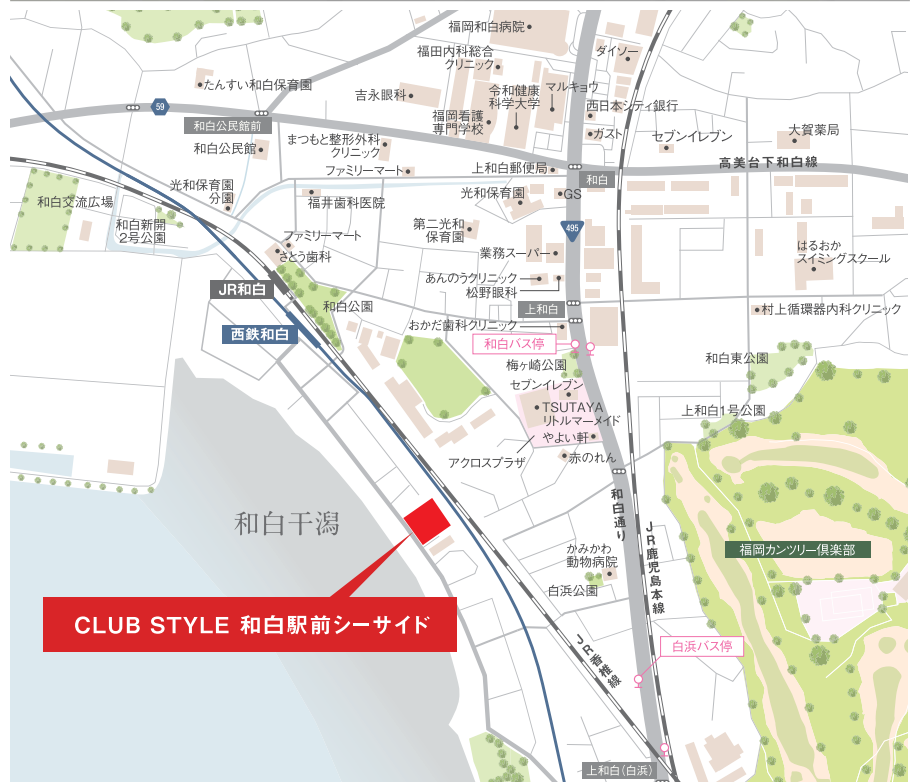 福岡和白病院
福田内科総合
クリニック
ダイソー
たんすい和白保育園
吉永眼科
令和健康
科学大学
マルキョウ
西日本シティ銀行
59
和白公民館前
福岡看護
専門学校
ガスト
セブンイレブン
大賀薬局
和白公民館
まつもと整形外科
クリニック
ファミリーマート
上和白郵便局
和白
高美台下和白線
光和保育園
分園
和白交流広場
福井歯科医院
光和保育園
GS
和白新開
2号公園
第二光和
保育園
495
ファミリーマート
さとう歯科
業務スーパー
はるおか
スイミングスクール
JR和白
あんのうクリニック
松野眼科
和白公園
上和白
村上循環器内科クリニック
西鉄和白
おかだ歯科クリニック
和白バス停
梅ヶ崎公園
和白東公園
セブンイレブン
TSUTAYA
リトルマーメイド
やよい軒
上和白1号公園
アクロスプラザ
赤のれん
和白通り
和白干潟
JR鹿児島本線
福岡カンツリー倶楽部
かみかわ
動物病院
白浜公園
CLUB STYLE 和白駅前シーサイド
JR香椎線
白浜バス停
上和白(白浜)